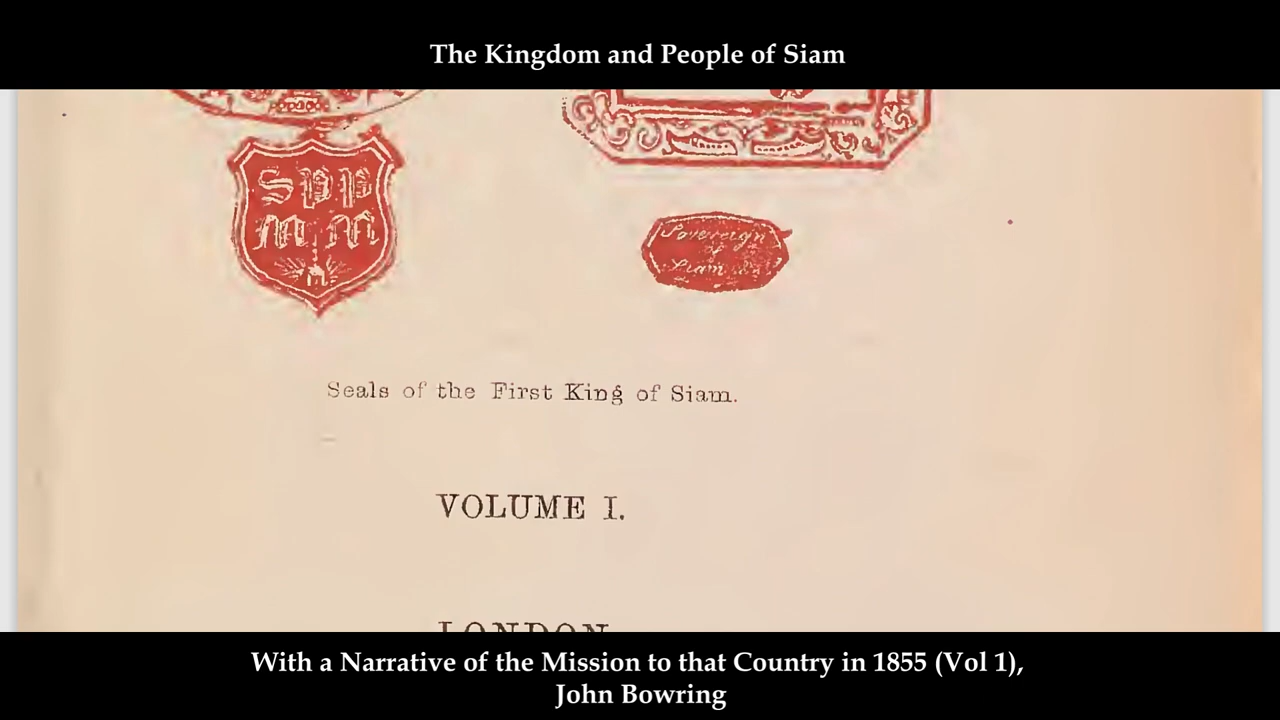 The Kingdom and People of Siam
SPP
M M
Sovereign
of
Siam
Seals of the First King of Siam.
VOLUME I.
LONDON
With a Narrative of the Mission to that Country in 1855 (Vol 1),
John Bowring